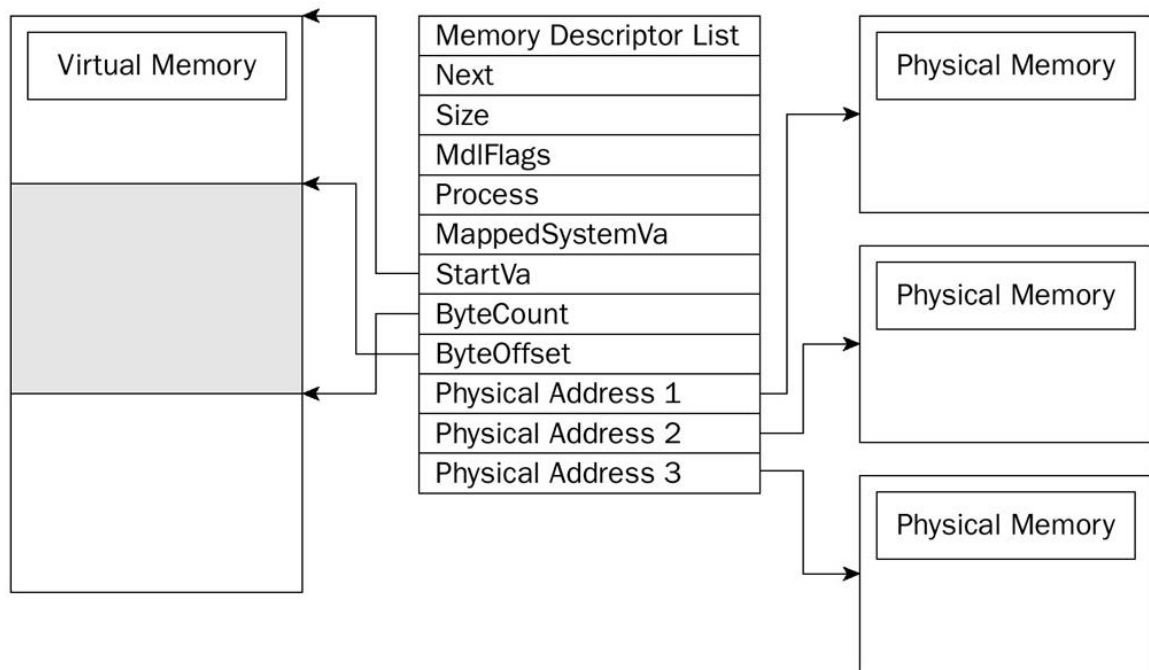 Virtual Memory
Memory Descriptor List
Next
Size
MdlFlags
Process
MappedSystemVa
StartVa
ByteCount
ByteOffset
Physical Address 1
Physical Address 2
Physical Address 3
Physical Memory
Physical Memory
Physical Memory